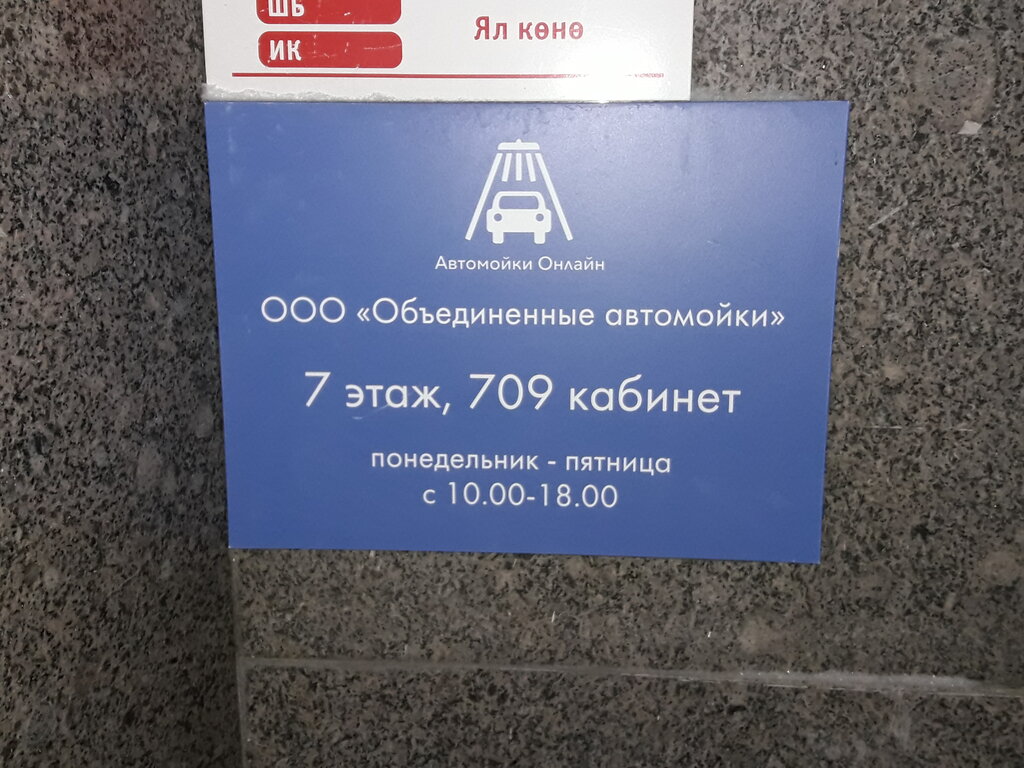 ШБ
ИК
Ял көнө
Автомойки Онлайн
ООО «Объединенные автомойки»
7 этаж, 709 кабинет
понедельник - пятница
с 10.00-18.00